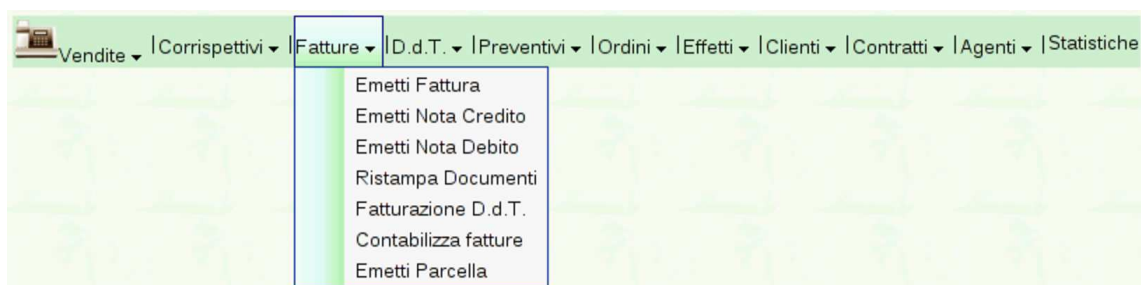 Vendite |Corrispettivi |Fatture |D.d.T. |Preventivi |Ordini |Effetti |Clienti |Contratti |Agenti |Statistiche
Emetti Fattura
Emetti Nota Credito
Emetti Nota Debito
Ristampa Documenti
Fatturazione D.d.T.
Contabilizza fatture
Emetti Parcella